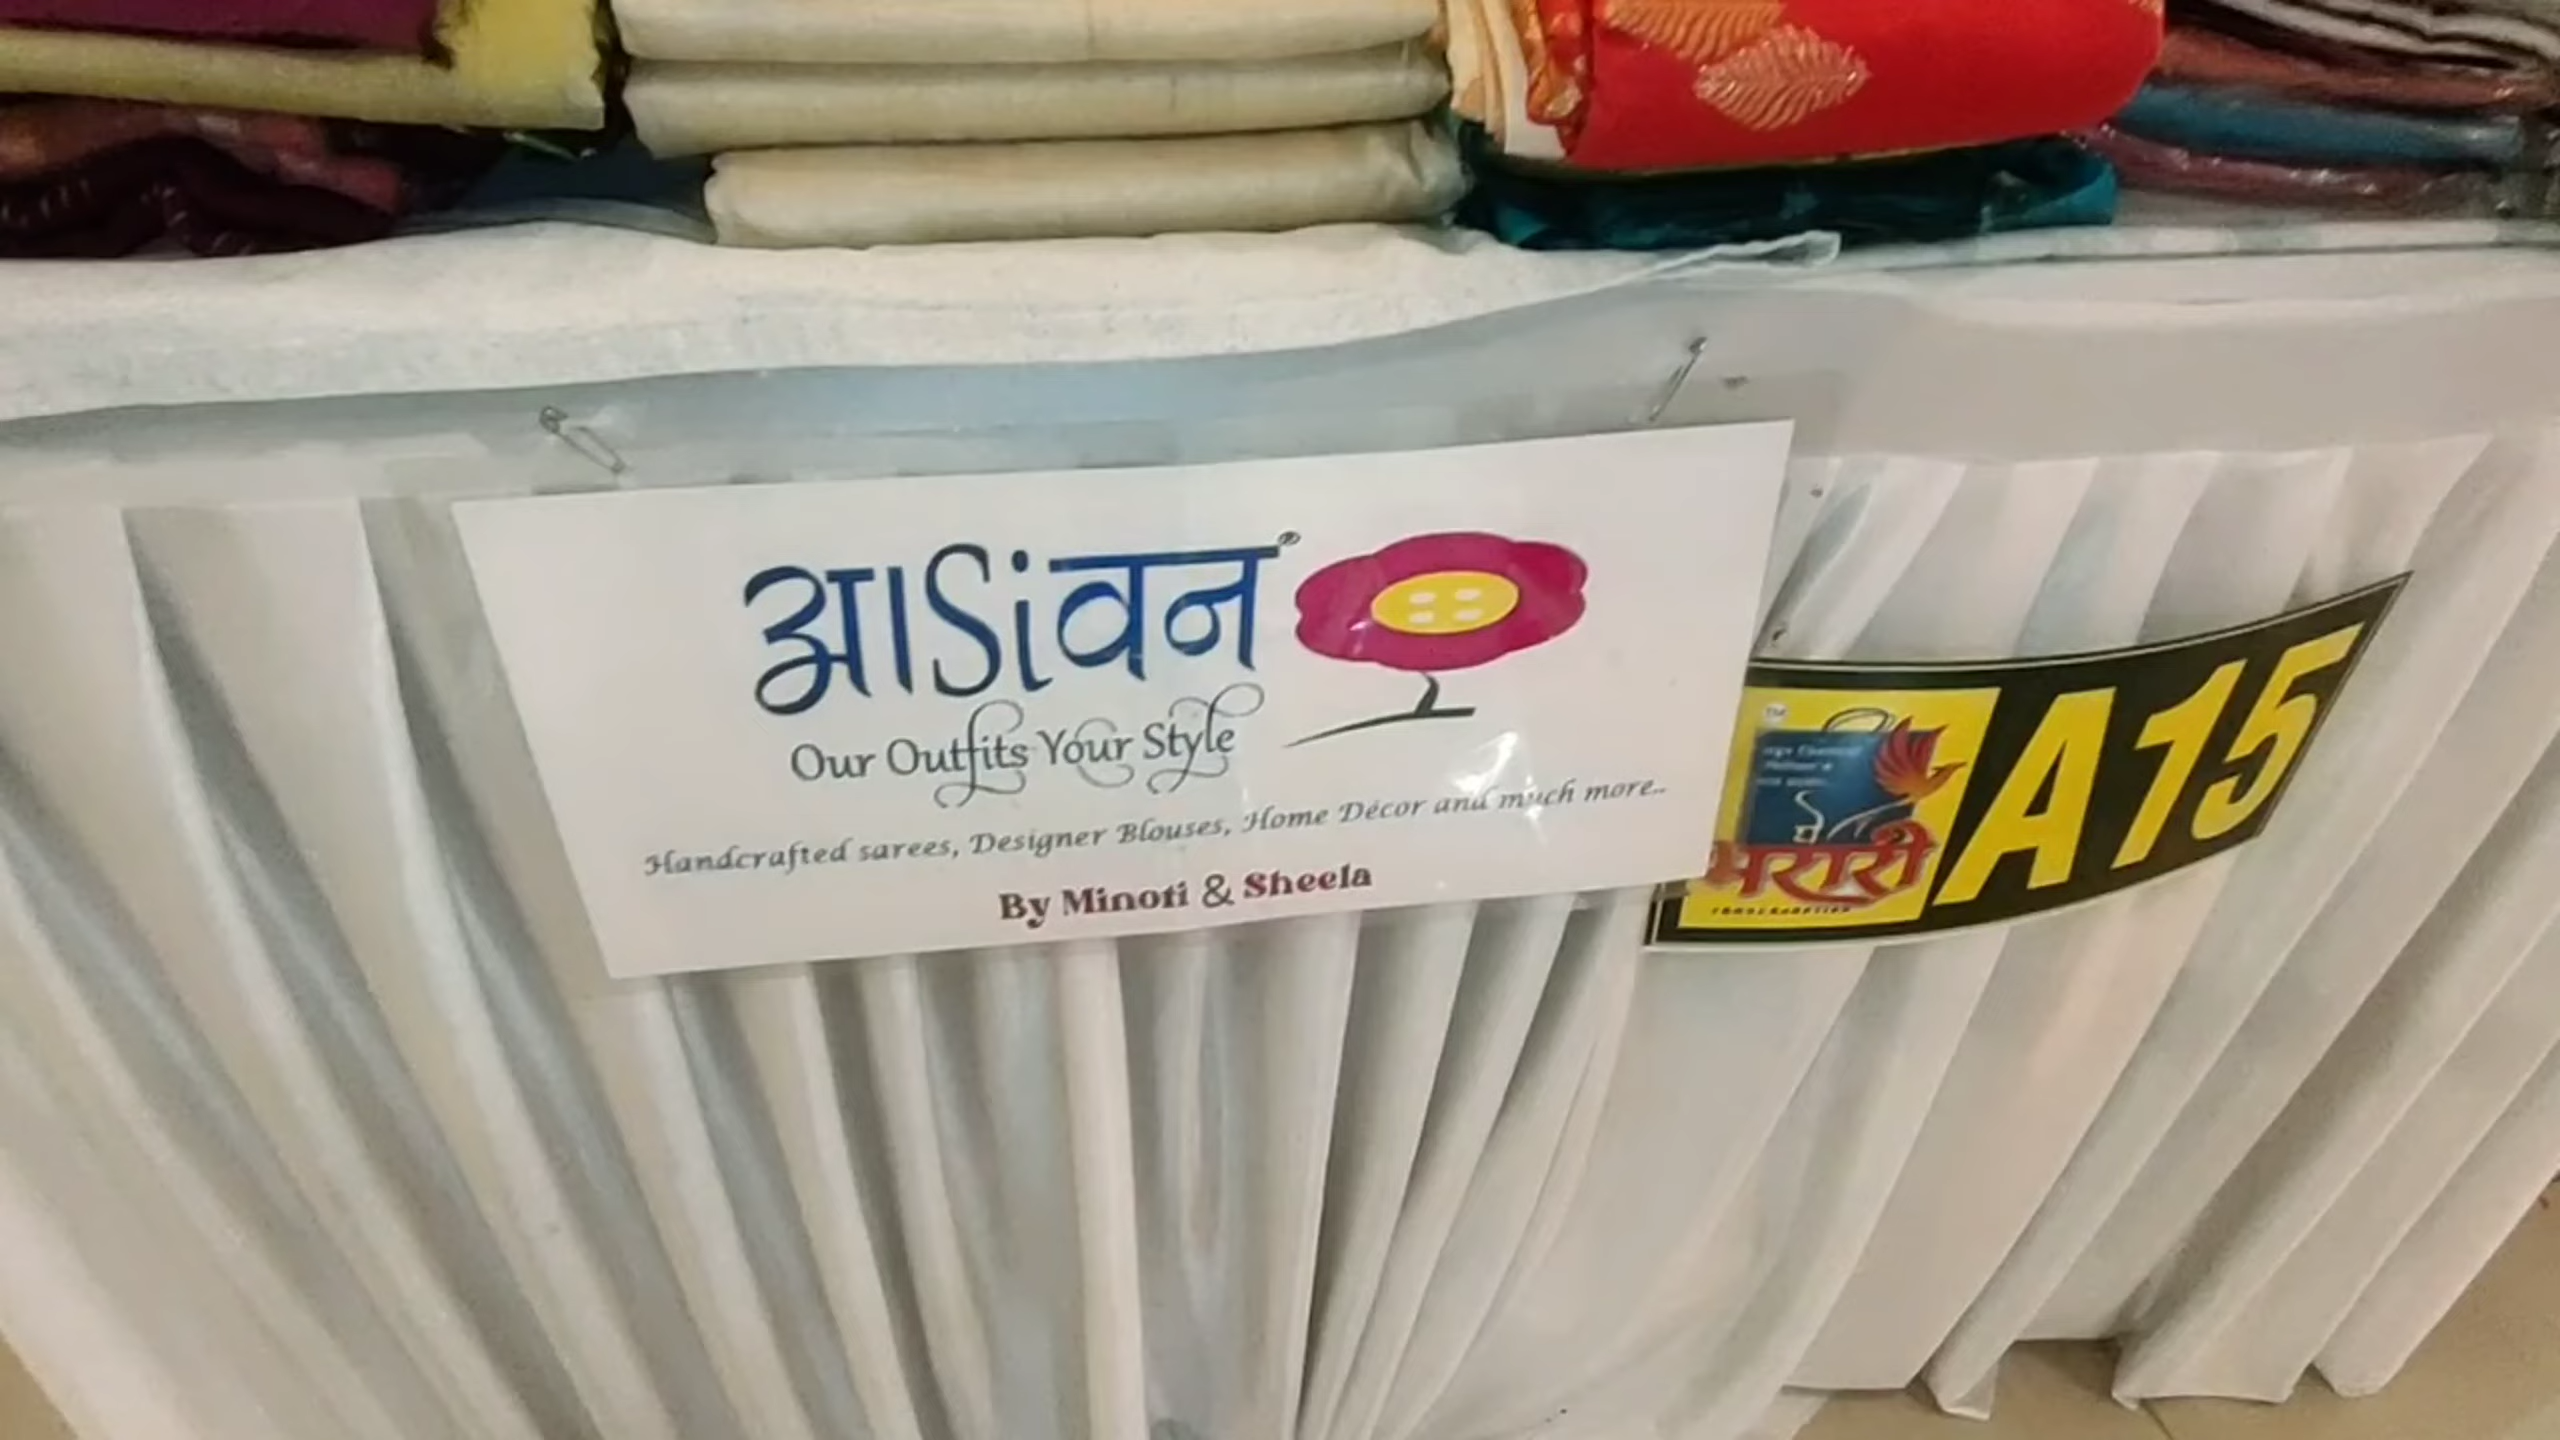 आSiवन®
Our Outfits Your Style
Handcrafted sarees, Designer Blouses, Home Décor and much more..
By Minoti & Sheela
TM
घे
भरारी
A15